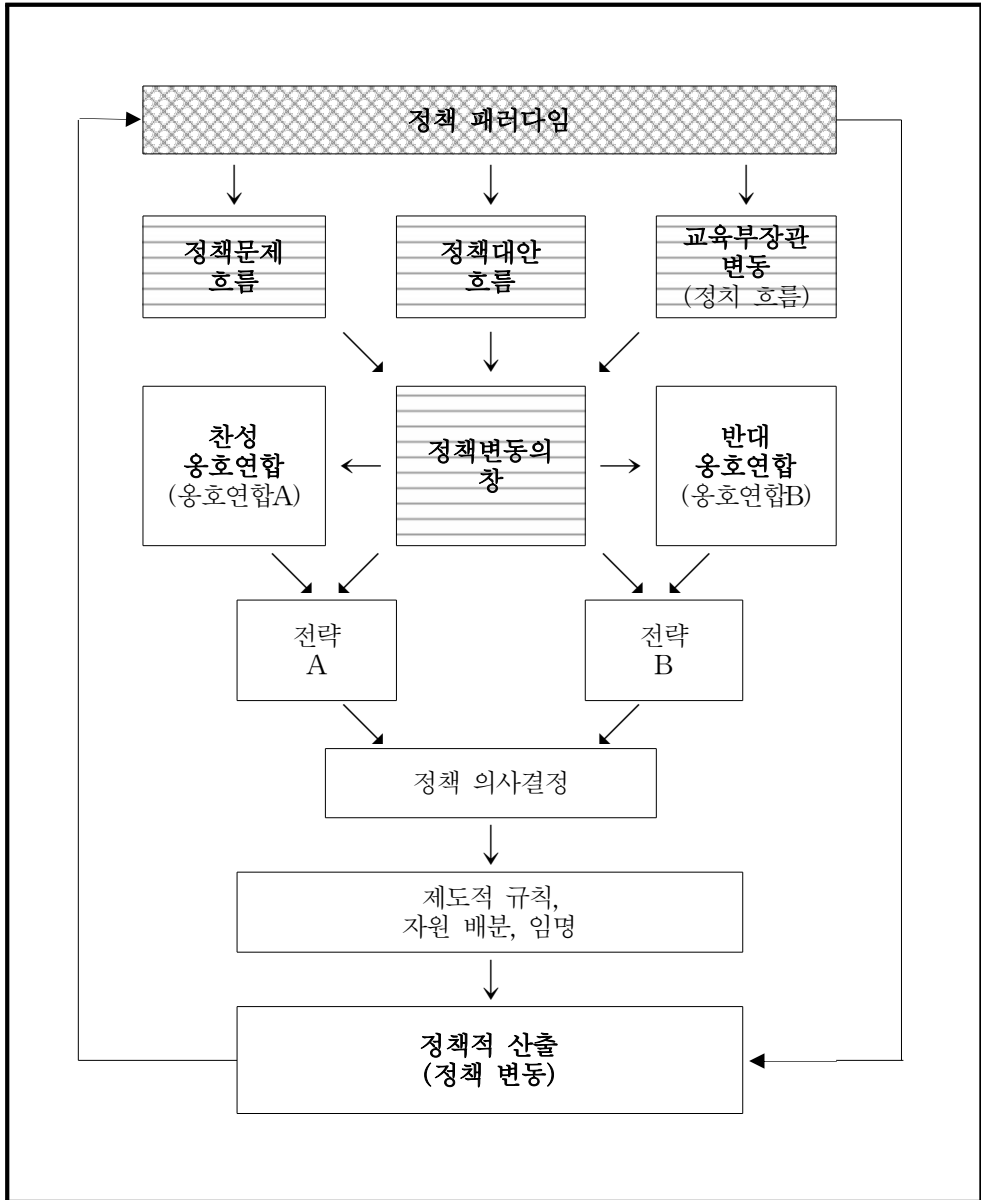 정책 패러다임
정책문제
흐름
정책대안
흐름
교육부장관
변동
(정치 흐름)
찬성
옹호연합
(옹호연합A)
정책변동의
창
반대
옹호연합
(옹호연합B)
전략
A
전략
B
정책 의사결정
제도적 규칙,
자원 배분, 임명
정책적 산출
(정책 변동)